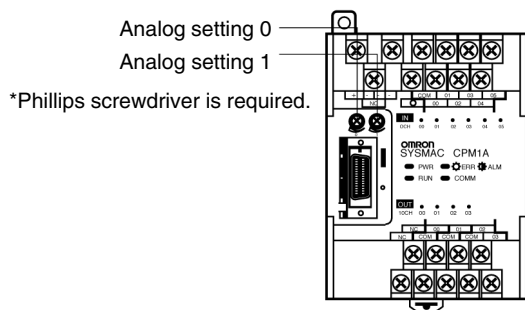 Analog setting 0
Analog setting 1
*Phillips screwdriver is required.
+ - - -
COM 01 03 05
NC 00 02 04
IN
0CH 00 01 02 03 04 05
OMRON
SYSMAC CPM1A
PWR ERR ALM
RUN COMM
OUT
10CH 00 01 02 03
NC 00 01 02
NC COM COM COM 03